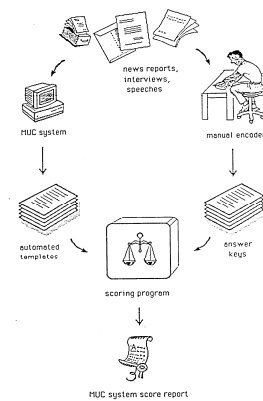 news reports,
interviews,
speeches
MUC system
manual encoder
automated
templates
answer
keys
scoring program
MUC system score report